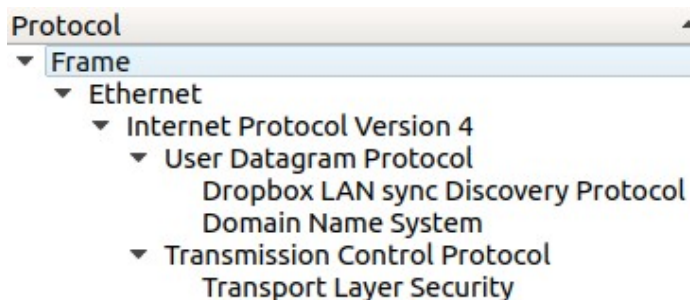 Protocol
Frame
Ethernet
Internet Protocol Version 4
User Datagram Protocol
Dropbox LAN sync Discovery Protocol
Domain Name System
Transmission Control Protocol
Transport Layer Security